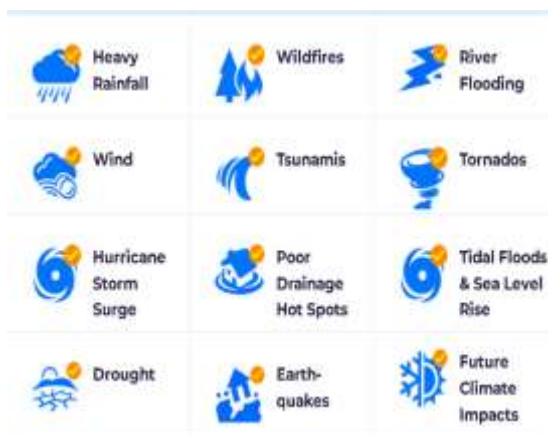 Heavy
Rainfall
Wildfires
River
Flooding
Wind
Tsunamis
Tornados
Hurricane
Storm
Surge
Poor
Drainage
Hot Spots
Tidal Floods
& Sea Level
Rise
Drought
Earth-
quakes
Future
Climate
Impacts